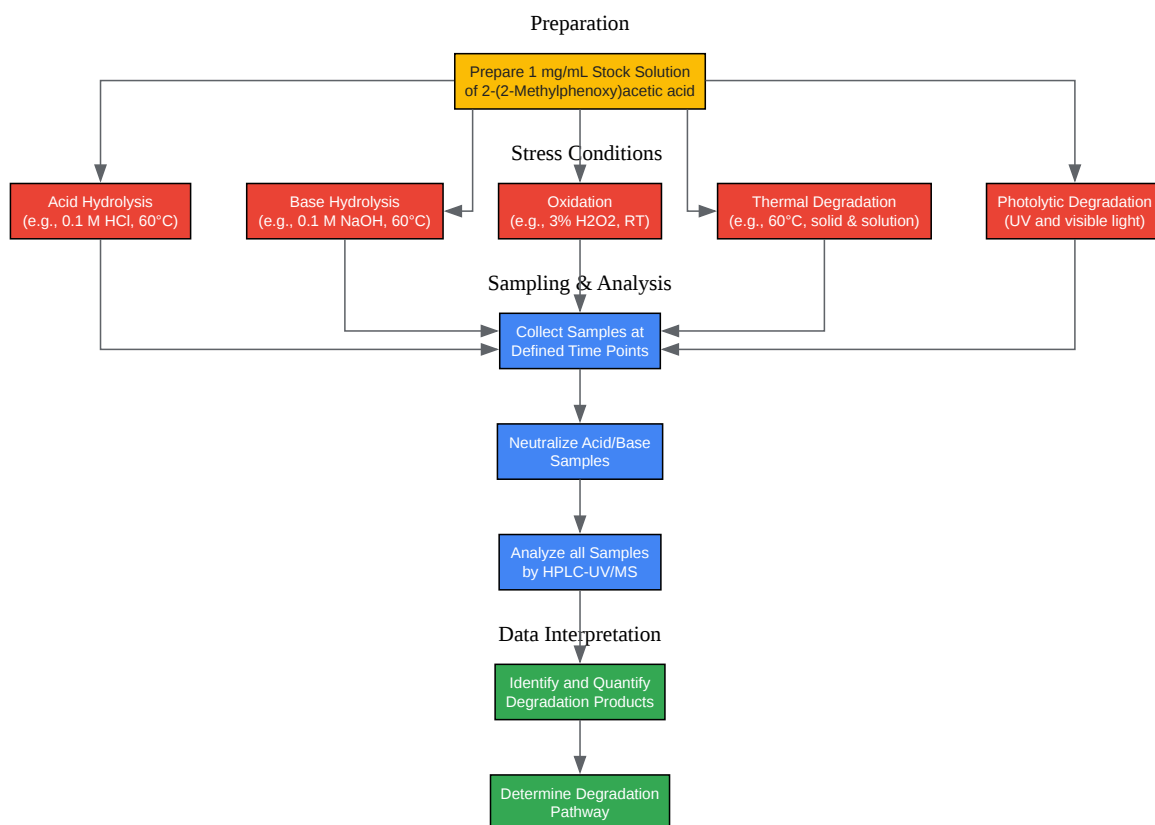 Preparation
Prepare 1 mg/mL Stock Solution
of 2-(2-Methylphenoxy)acetic acid
Stress Conditions
Acid Hydrolysis
(e.g., 0.1 M HCl, 60°C)
Base Hydrolysis
(e.g., 0.1 M NaOH, 60°C)
Oxidation
(e.g., 3% H2O2, RT)
Thermal Degradation
(e.g., 60°C, solid & solution)
Photolytic Degradation
(UV and visible light)
Sampling & Analysis
Collect Samples at
Defined Time Points
Neutralize Acid/Base
Samples
Analyze all Samples
by HPLC-UV/MS
Data Interpretation
Identify and Quantify
Degradation Products
Determine Degradation
Pathway